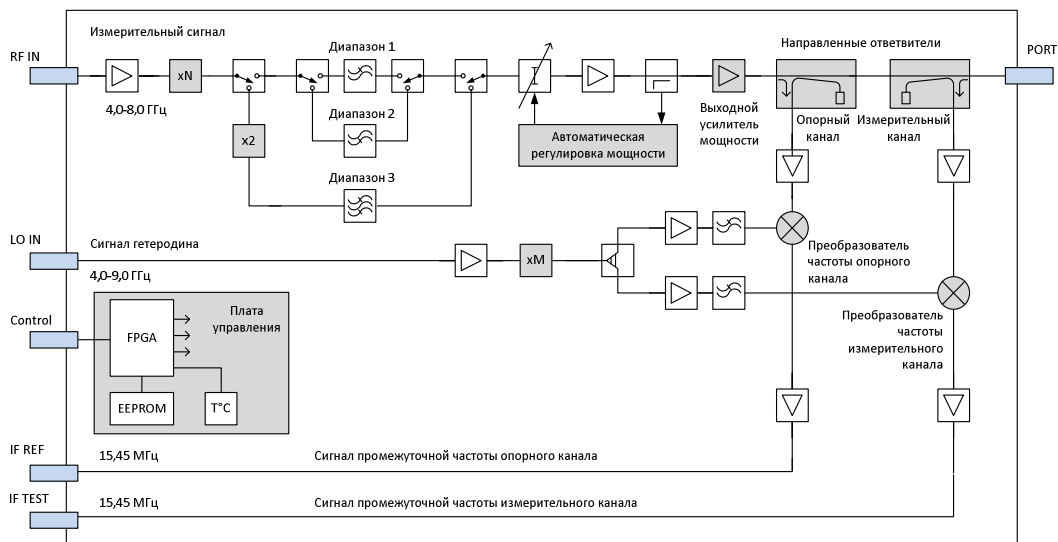 Измерительный сигнал
RF IN
4,0-8,0 ГГц
xN
x2
Диапазон 1
Диапазон 2
Диапазон 3
Автоматическая
регулировка мощности
Выходной
усилитель
мощности
Направленные ответвители
Опорный
канал
Измерительный
канал
PORT
LO IN
Сигнал гетеродина
4,0-9,0 ГГц
xM
Преобразователь
частоты опорного
канала
Преобразователь
частоты
измерительного
канала
Control
Плата
управления
FPGA
EEPROM
T°C
IF REF
15,45 МГц
Сигнал промежуточной частоты опорного канала
IF TEST
15,45 МГц
Сигнал промежуточной частоты измерительного канала